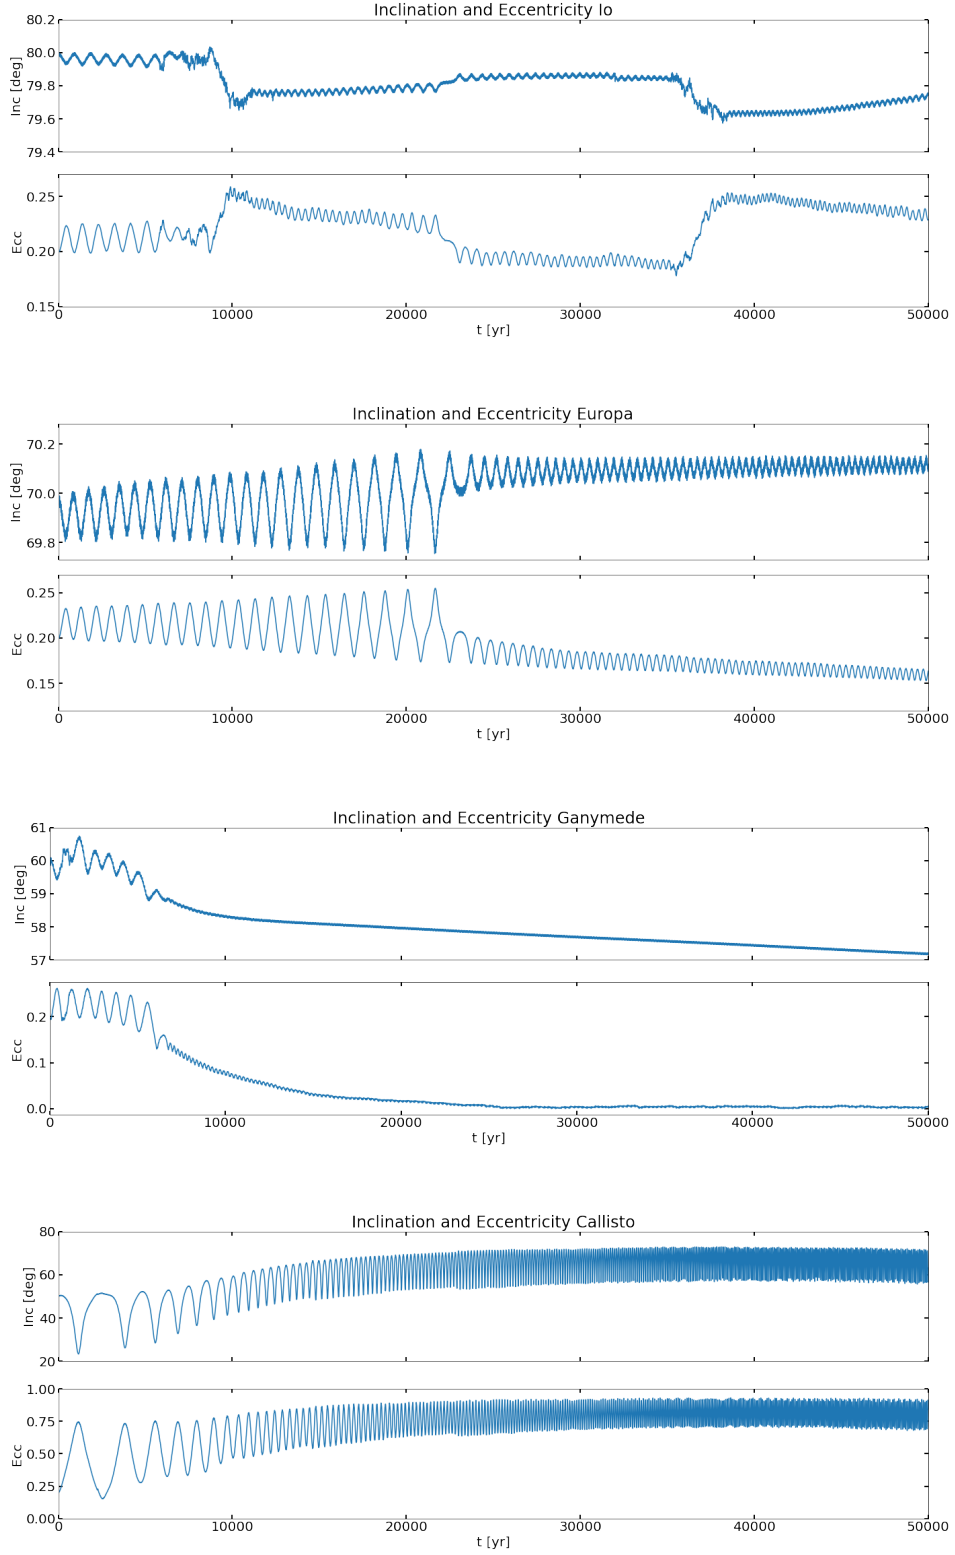 Inclination and Eccentricity Io
80.2
80.0
79.8
79.6
79.4
Inc [deg]
0.25
0.20
0.15
Ecc
0 10000 20000 30000 40000 50000
t [yr]
Inclination and Eccentricity Europa
70.2
70.0
69.8
Inc [deg]
0.25
0.20
0.15
Ecc
0 10000 20000 30000 40000 50000
t [yr]
Inclination and Eccentricity Ganymede
61
60
59
58
57
Inc [deg]
0.2
0.1
0.0
Ecc
0 10000 20000 30000 40000 50000
t [yr]
Inclination and Eccentricity Callisto
80
60
40
20
Inc [deg]
1.00
0.75
0.50
0.25
0.00
Ecc
0 10000 20000 30000 40000 50000
t [yr]